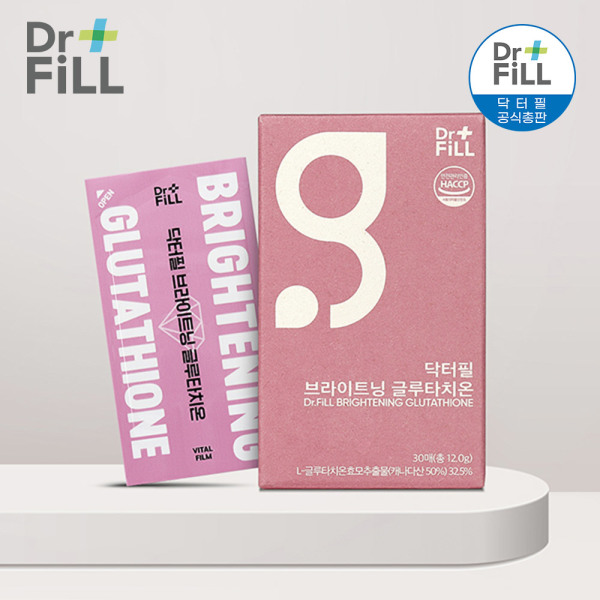 Dr
FiLL
Dr
FiLL
닥터필
공식총판
Dr
FiLL
HACCP
닥터필
브라이트닝 글루타치온
Dr.FiLL BRIGHTENING GLUTATHIONE
30매(총 12.0g)
L-글루타치온효모추출물(캐나다산 50%) 32.5%
OPEN
Dr
FiLL
BRIGHTENING
닥터필 브라이트닝 글루타치온
GLUTATHIONE
VITAL
FILM